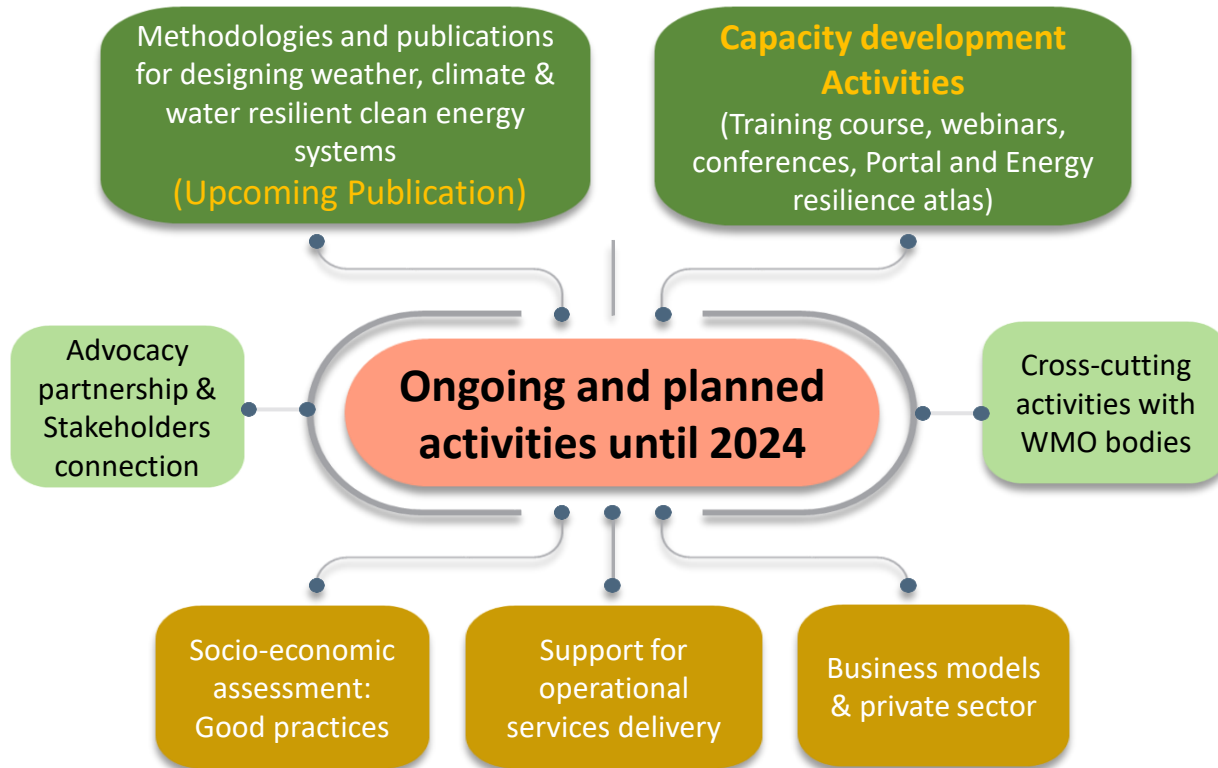 Methodologies and publications
for designing weather, climate &
water resilient clean energy
systems
(Upcoming Publication)
Capacity development
Activities
(Training course, webinars,
conferences, Portal and Energy
resilience atlas)
Advocacy
partnership &
Stakeholders
connection
Ongoing and planned
activities until 2024
Cross-cutting
activities with
WMO bodies
Socio-economic
assessment:
Good practices
Support for
operational
services delivery
Business models
& private sector